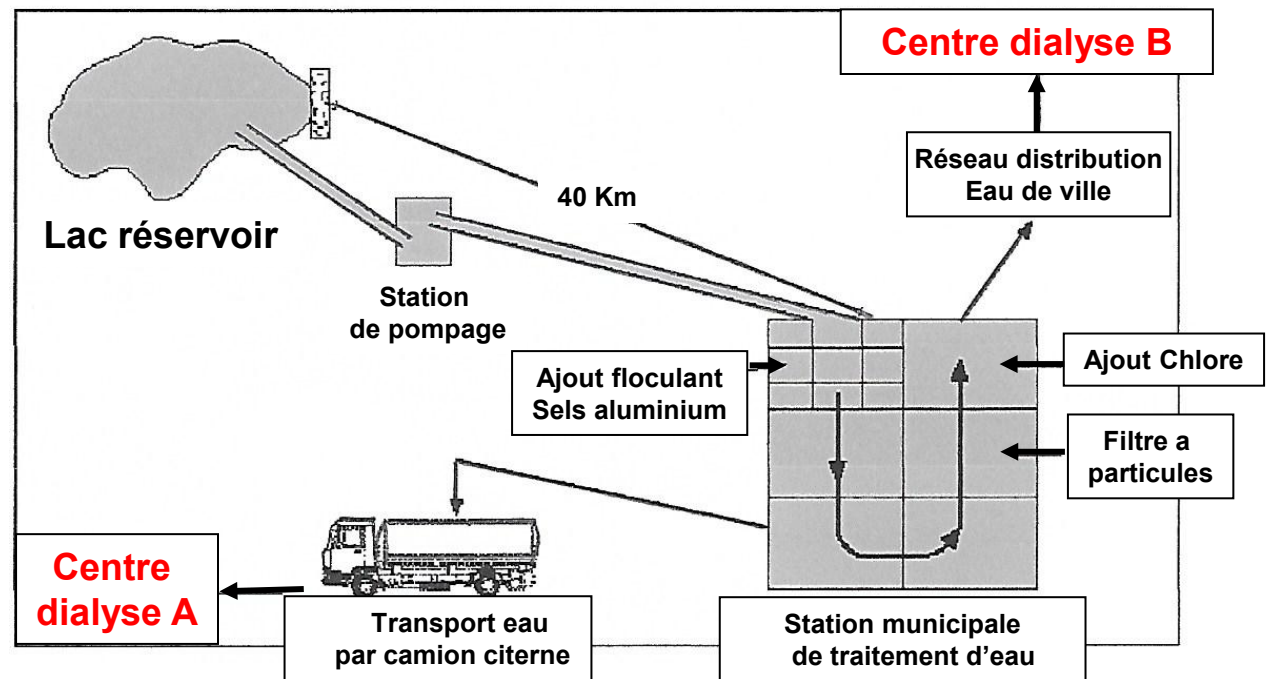 Centre dialyse B
Réseau distribution
Eau de ville
40 Km
Lac réservoir
Station
de pompage
Ajout floculant
Sels aluminium
Ajout Chlore
Filtre a
particules
Centre
dialyse A
Transport eau
par camion citerne
Station municipale
de traitement d'eau